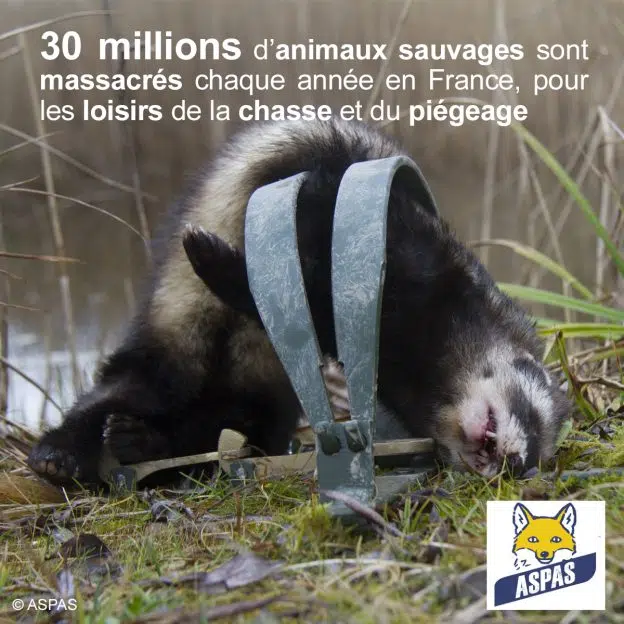 30 millions d'animaux sauvages sont
massacrés chaque année en France, pour
les loisirs de la chasse et du piégeage
ASPAS
© ASPAS